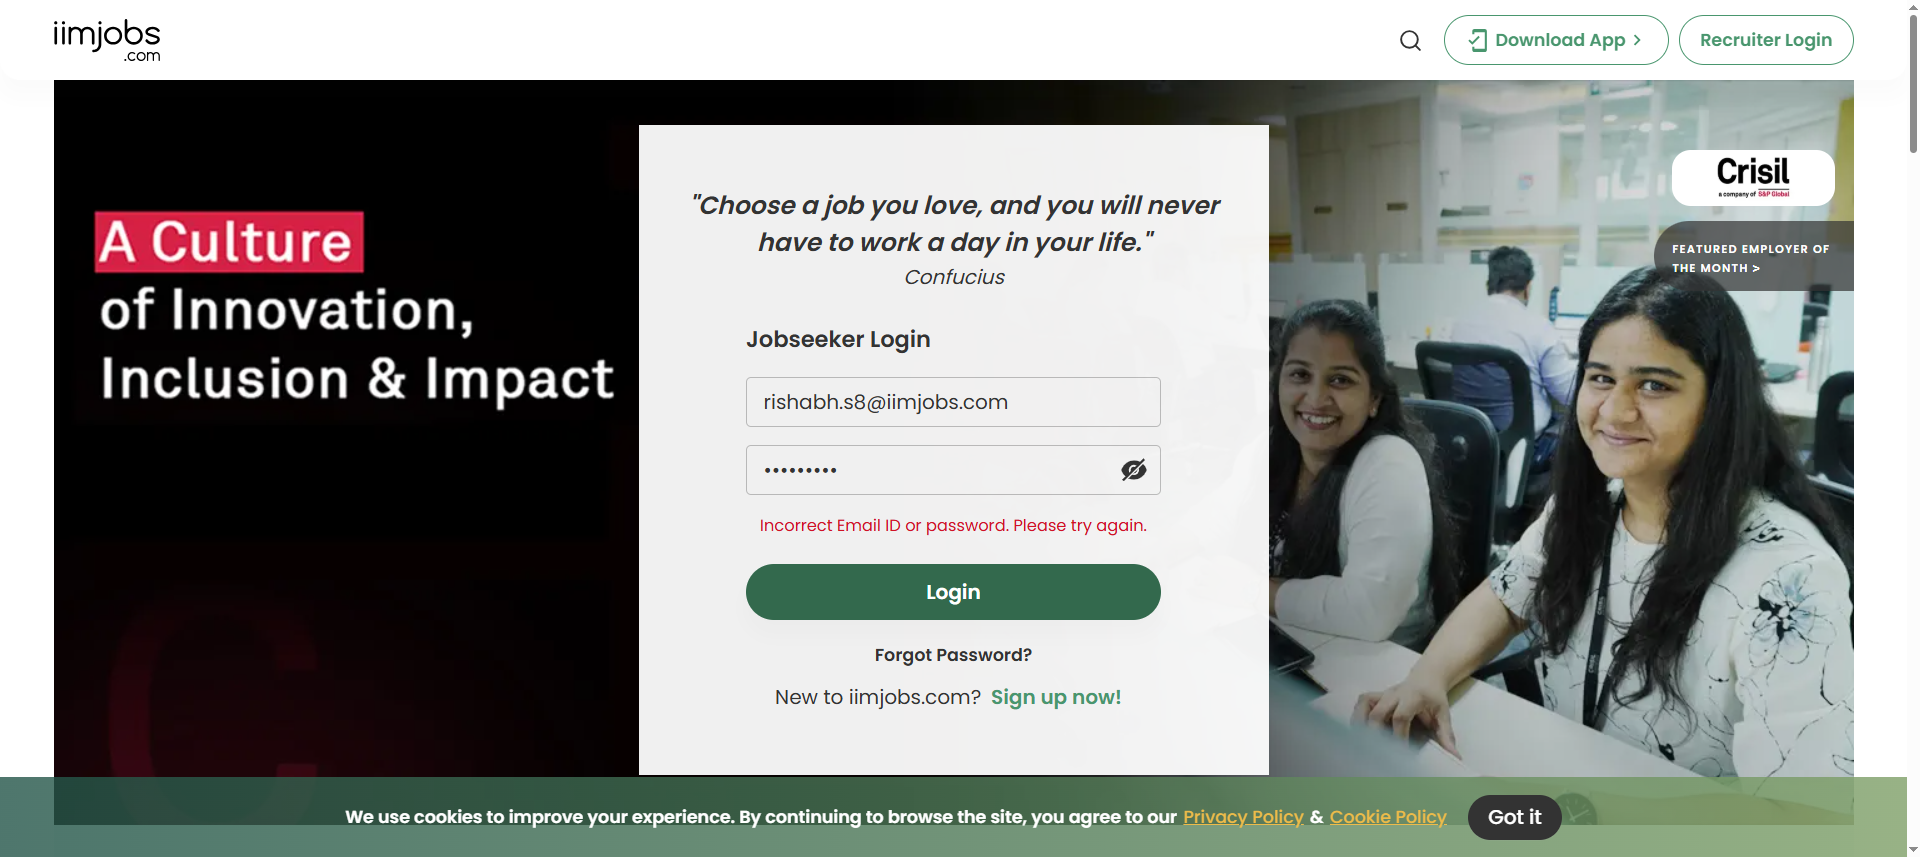 iimjobs
.com
Download App
Recruiter Login
A Culture
of Innovation,
Inclusion & Impact
"Choose a job you love, and you will never
have to work a day in your life."
Confucius
Jobseeker Login
rishabh.s8@iimjobs.com
•••••••••
Incorrect Email ID or password. Please try again.
Login
Forgot Password?
New to iimjobs.com? Sign up now!
Crisil
a company of S&P Global
FEATURED EMPLOYER OF
THE MONTH >
We use cookies to improve your experience. By continuing to browse the site, you agree to our Privacy Policy & Cookie Policy
Got it